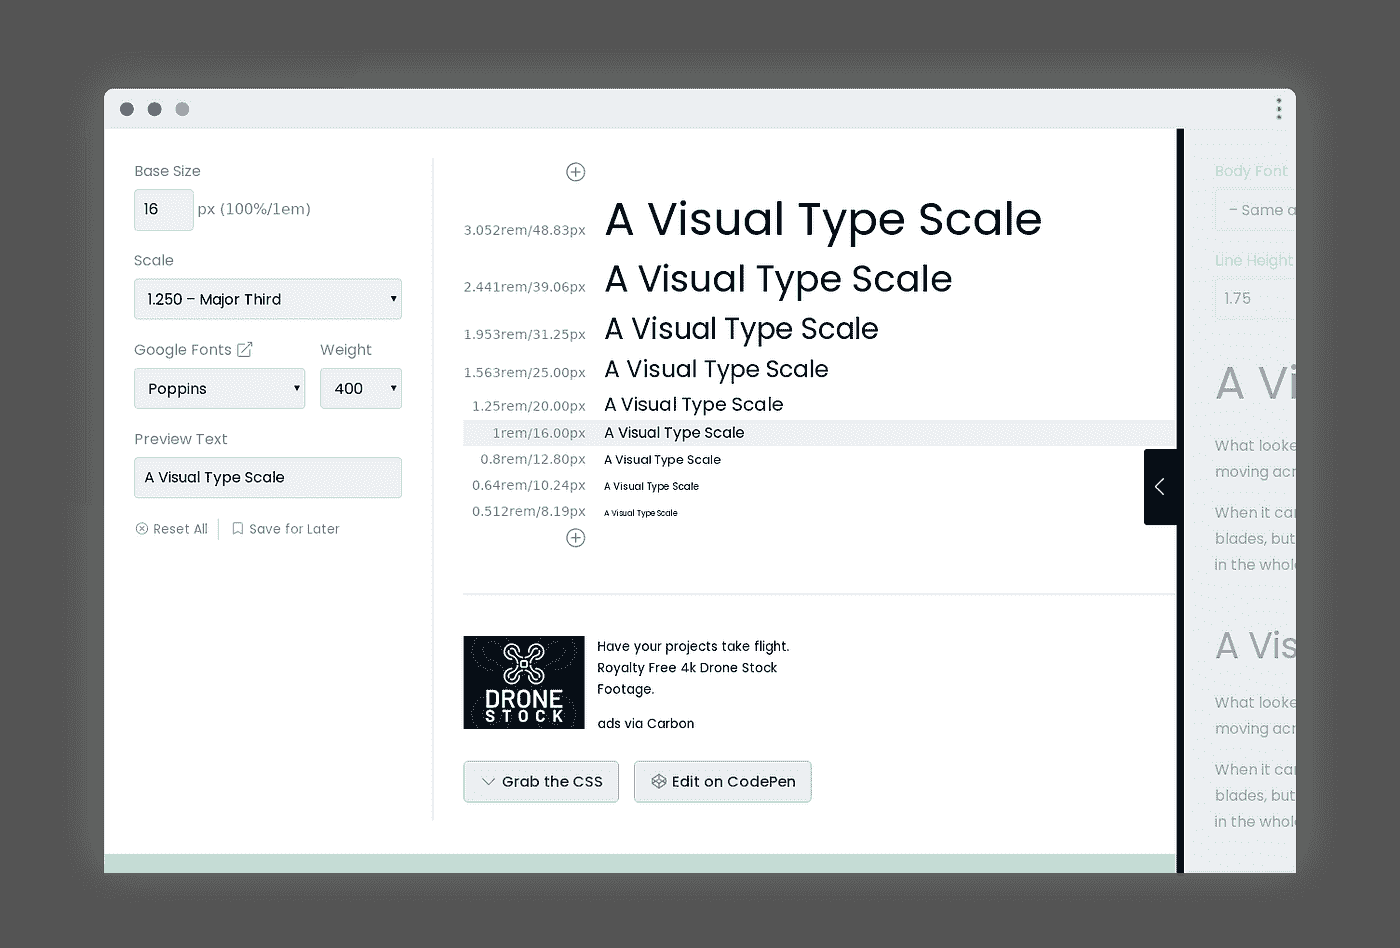 Base Size
16 px (100%/1em)
Scale
1.250 – Major Third
Google Fonts Weight
Poppins 400
Preview Text
A Visual Type Scale
Reset All Save for Later
3.052rem/48.83px A Visual Type Scale
2.441rem/39.06px A Visual Type Scale
1.953rem/31.25px A Visual Type Scale
1.563rem/25.00px A Visual Type Scale
1.25rem/20.00px A Visual Type Scale
1rem/16.00px A Visual Type Scale
0.8rem/12.80px A Visual Type Scale
0.64rem/10.24px A Visual Type Scale
0.512rem/8.19px A Visual Type Scale
DRONE
STOCK
Have your projects take flight.
Royalty Free 4k Drone Stock
Footage.
ads via Carbon
Grab the CSS Edit on CodePen
Body Font
– Same a
Line Height
1.75
A Vi
What looke
moving acr
When it car
blades, but
in the whol
A Vis
What looke
moving acr
When it car
blades, but
in the whol